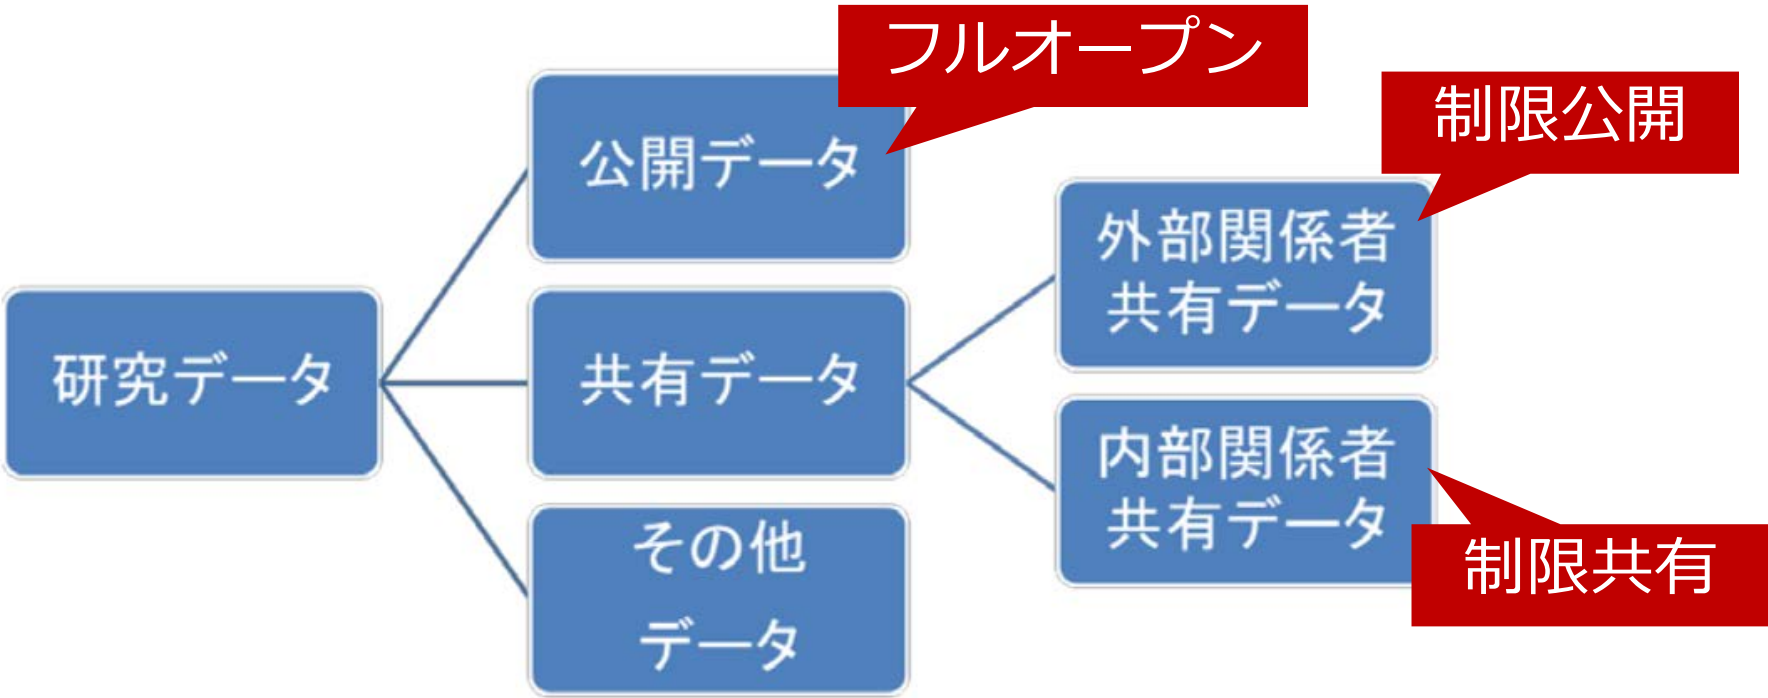 フルオープン
制限公開
公開データ
外部関係者
共有データ
研究データ
共有データ
内部関係者
共有データ
制限共有
その他
データ